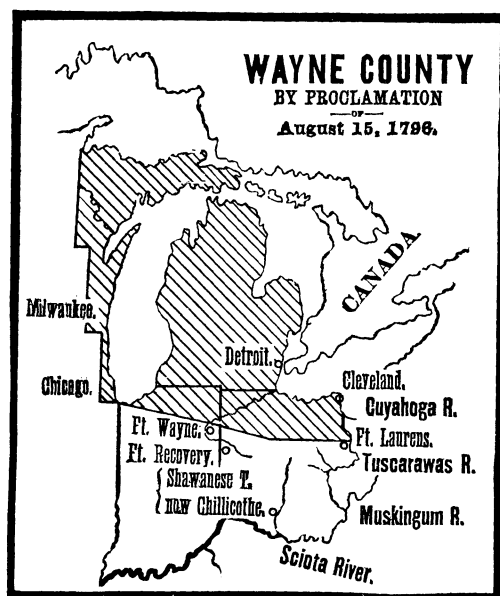 WAYNE COUNTY
BY PROCLAMATION
OF
August 15, 1796.
CANADA
Milwaukee.
Detroit.
Chicago.
Cleveland.
Cuyahoga R.
Ft. Wayne.
Ft. Laurens.
Ft. Recovery.
Tuscarawas R.
Shawanese T.
now Chillicothe.
Muskingum R.
Sciota River.